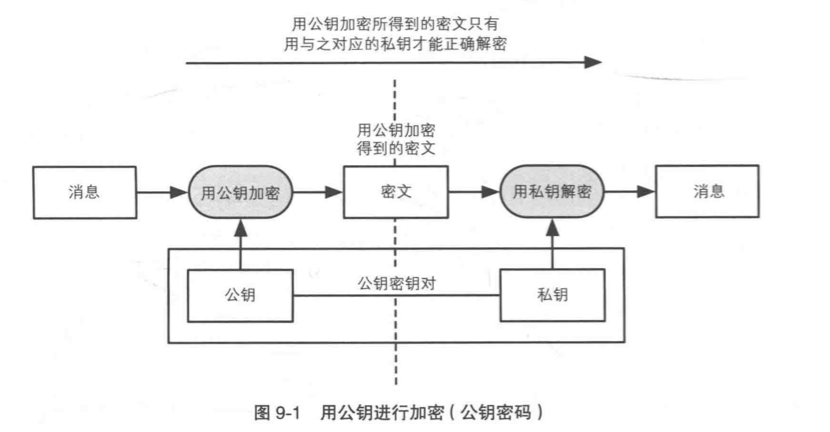 用公钥加密所得到的密文只有
用与之对应的私钥才能正确解密
用公钥加密
得到的密文
消息
用公钥加密
密文
用私钥解密
消息
公钥
公钥密钥对
私钥
图 9-1 用公钥进行加密（公钥密码）